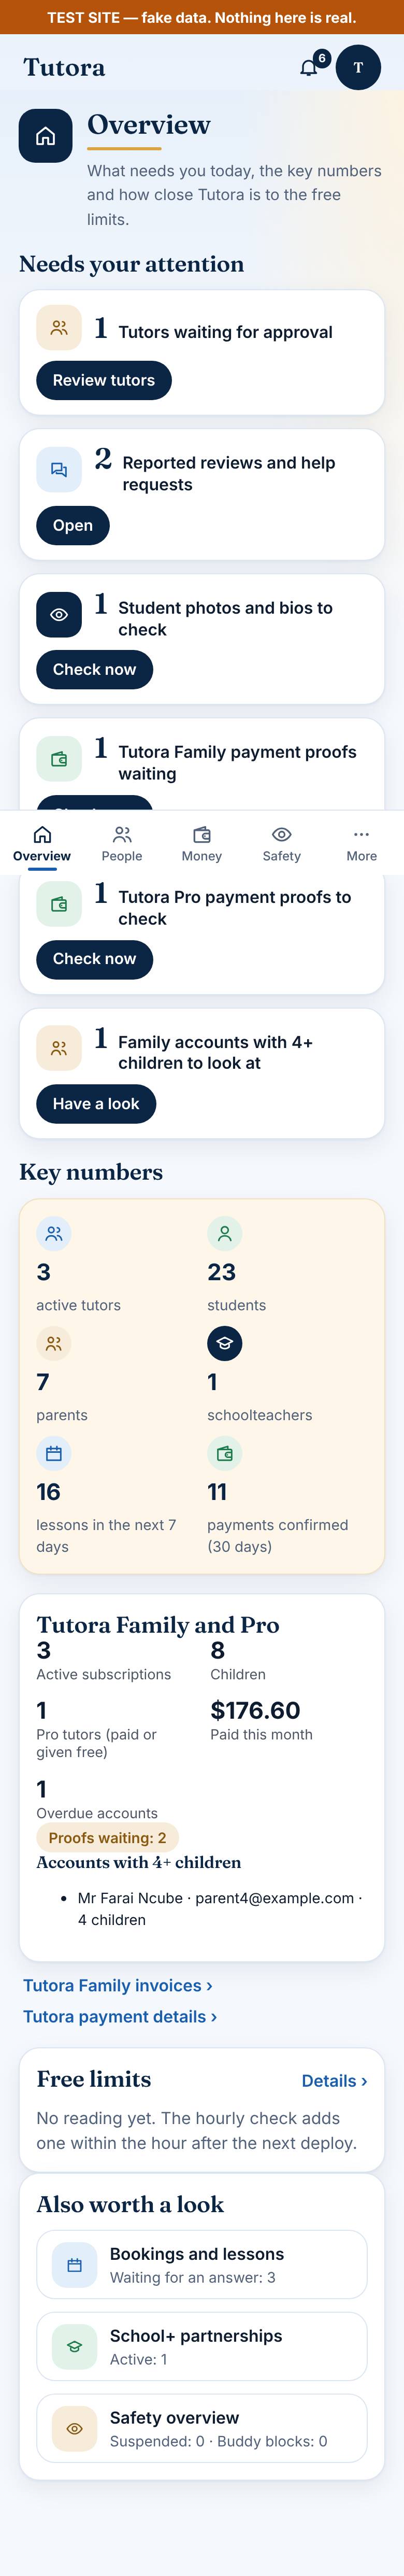 TEST SITE — fake data. Nothing here is real.
Tutora
6
T
Overview
What needs you today, the key numbers
and how close Tutora is to the free
limits.
Needs your attention
1 Tutors waiting for approval
Review tutors
2 Reported reviews and help
requests
Open
1 Student photos and bios to
check
Check now
1 Tutora Family payment proofs
waiting
Overview
People
Money
Safety
More
1 Tutora Pro payment proofs to
check
Check now
1 Family accounts with 4+
children to look at
Have a look
Key numbers
3
active tutors
23
students
7
parents
1
schoolteachers
16
lessons in the next 7
days
11
payments confirmed
(30 days)
Tutora Family and Pro
3
Active subscriptions
8
Children
1
Pro tutors (paid or
given free)
$176.60
Paid this month
1
Overdue accounts
Proofs waiting: 2
Accounts with 4+ children
• Mr Farai Ncube · parent4@example.com ·
4 children
Tutora Family invoices ›
Tutora payment details ›
Free limits
Details ›
No reading yet. The hourly check adds
one within the hour after the next deploy.
Also worth a look
Bookings and lessons
Waiting for an answer: 3
School+ partnerships
Active: 1
Safety overview
Suspended: 0 · Buddy blocks: 0